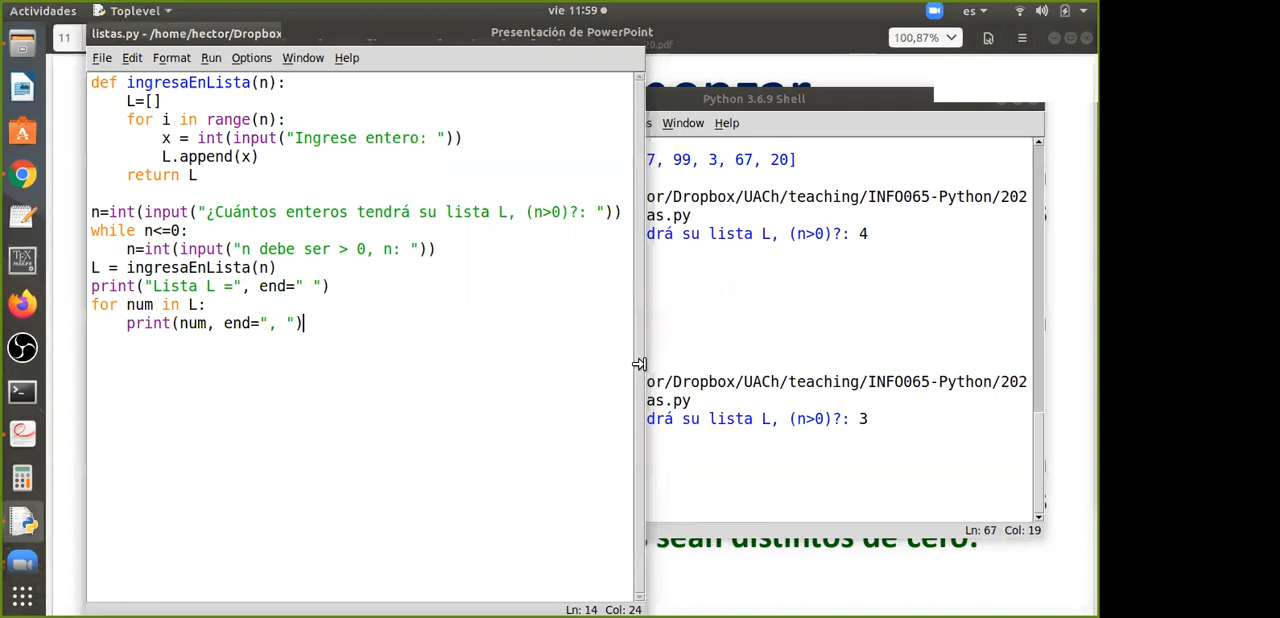 Actividades Toplevel vie 11:59 es
listas.py - /home/hector/Dropbox Presentación de PowerPoint
11 20.pdf 100,87%
File Edit Format Run Options Window Help
def ingresaEnLista(n):
    L=[]
    for i in range(n):
        x = int(input("Ingrese entero: "))
        L.append(x)
    return L
n=int(input("¿Cuántos enteros tendrá su lista L, (n>0)?: "))
while n<=0:
    n=int(input("n debe ser > 0, n: "))
L = ingresaEnLista(n)
print("Lista L =", end=" ")
for num in L:
    print(num, end=", ")
Ln: 14 Col: 24
Python 3.6.9 Shell
s Window Help
7, 99, 3, 67, 20]
or/Dropbox/UACh/teaching/INFO065-Python/202
as.py
drá su lista L, (n>0)?: 4
or/Dropbox/UACh/teaching/INFO065-Python/202
as.py
drá su lista L, (n>0)?: 3
Ln: 67 Col: 19
s sean distintos de cero.